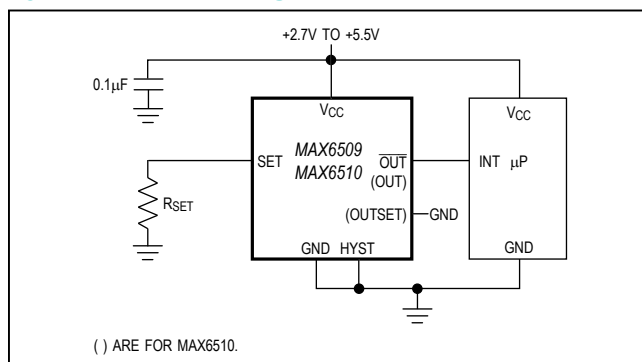 +2.7V TO +5.5V
0.1μF
VCC
VCC
SET
MAX6509
MAX6510
OUT
(OUT)
INT μP
RSET
(OUTSET)
GND
GND HYST
GND
( ) ARE FOR MAX6510.